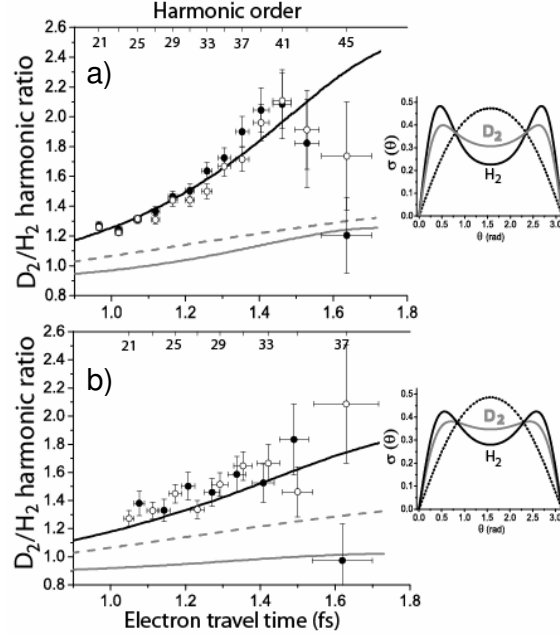 Harmonic order
21 25 27 29 31 33 35 37 41 45
a)
D2/H2 harmonic ratio
2.6
2.4
2.2
2.0
1.8
1.6
1.4
1.2
1.0
0.8
1.0 1.2 1.4 1.6 1.8
σ (θ)
0.5
0.4
0.3
0.2
0.1
0.0
D2
H2
0.0 0.5 1.0 1.5 2.0 2.5 3.0
θ (rad)
21 25 27 29 33 37
b)
D2/H2 harmonic ratio
2.6
2.4
2.2
2.0
1.8
1.6
1.4
1.2
1.0
0.8
1.0 1.2 1.4 1.6 1.8
Electron travel time (fs)
σ (θ)
0.5
0.4
0.3
0.2
0.1
0.0
D2
H2
0.0 0.5 1.0 1.5 2.0 2.5 3.0
θ (rad)